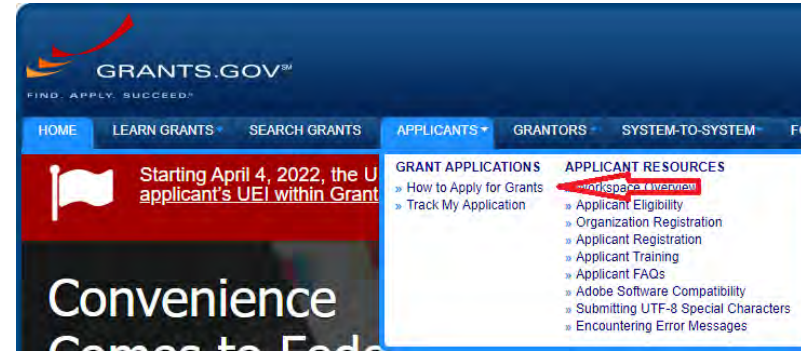 GRANTS.GOV℠
FIND. APPLY. SUCCEED.℠
HOME LEARN GRANTS SEARCH GRANTS APPLICANTS GRANTORS SYSTEM-TO-SYSTEM
Starting April 4, 2022, the U
applicant's UEI within Grant
GRANT APPLICATIONS
» How to Apply for Grants
» Track My Application
APPLICANT RESOURCES
Workspace Overview
» Applicant Eligibility
» Organization Registration
» Applicant Registration
» Applicant Training
» Applicant FAQs
» Adobe Software Compatibility
» Submitting UTF-8 Special Characters
» Encountering Error Messages
Convenience
Comes to Fede